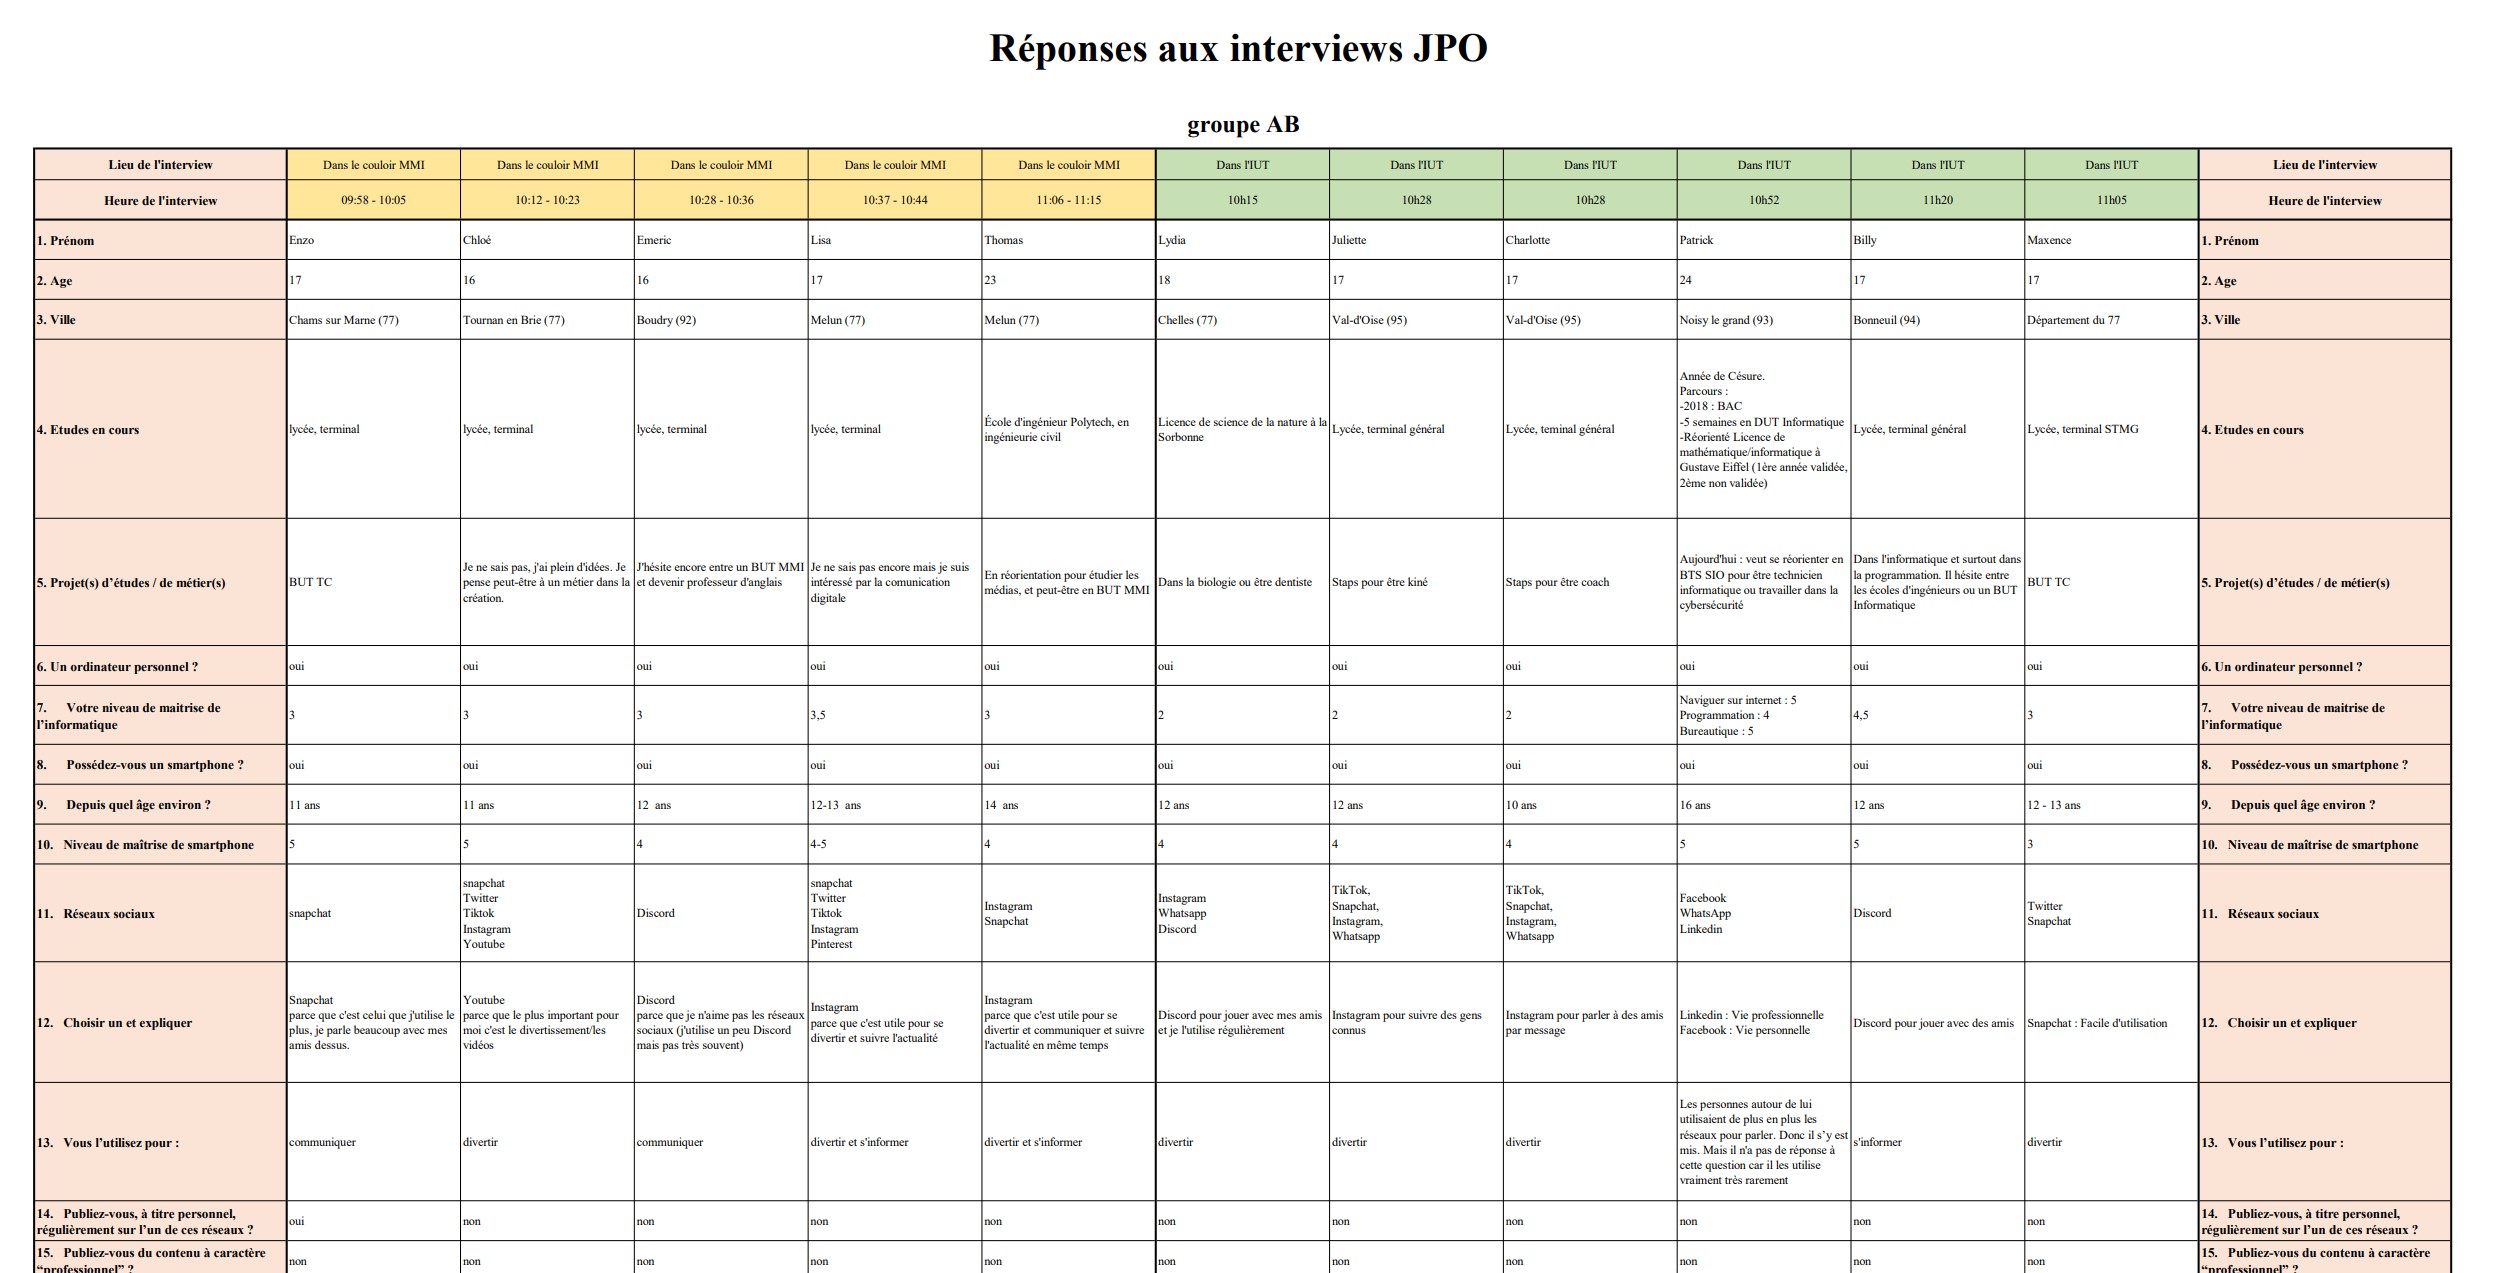 Réponses aux interviews JPO
groupe AB
Lieu de l'interview
Dans le couloir MMI
Dans le couloir MMI
Dans le couloir MMI
Dans le couloir MMI
Dans le couloir MMI
Dans l'IUT
Dans l'IUT
Dans l'IUT
Dans l'IUT
Dans l'IUT
Dans l'IUT
Lieu de l'interview
Heure de l'interview
09:58 - 10:05
10:12 - 10:23
10:28 - 10:36
10:37 - 10:44
11:06 - 11:15
10h15
10h28
10h28
10h52
11h20
11h05
Heure de l'interview
1. Prénom
Enzo
Chloé
Emeric
Lisa
Thomas
Lydia
Juliette
Charlotte
Patrick
Billy
Maxence
1. Prénom
2. Age
17
16
16
17
23
18
17
17
24
17
17
2. Age
3. Ville
Chams sur Marne (77)
Tournan en Brie (77)
Boudry (92)
Melun (77)
Melun (77)
Chelles (77)
Val-d'Oise (95)
Val-d'Oise (95)
Noisy le grand (93)
Bonneuil (94)
Département du 77
3. Ville
4. Etudes en cours
lycée, terminal
lycée, terminal
lycée, terminal
lycée, terminal
École d'ingénieur Polytech, en
ingénieurie civil
Licence de science de la nature à la
Sorbonne
Lycée, teminal général
Lycée, teminal général
Année de Césure.
Parcours :
-2018 : BAC
-5 semaines en DUT Informatique
-Réorienté Licence de
mathématique/informatique à
Gustave Eiffel (1ère année validée,
2ème non validée)
Lycée, terminal général
Lycée, terminal STMG
4. Etudes en cours
5. Projet(s) d’études / de métier(s)
BUT TC
Je ne sais pas, j'ai plein d'idées. Je
pense peut-être à un métier dans la
création.
J'hésite encore entre un BUT MMI
et devenir professeur d'anglais
Je ne sais pas encore mais je suis
intéressé par la comunication
digitale
En réorientation pour étudier les
médias, et peut-être en BUT MMI
Dans la biologie ou être dentiste
Staps pour être kiné
Staps pour être coach
Aujourd'hui : veut se réorienter en
BTS SIO pour être technicien
informatique ou travailler dans la
cybersécurité
Dans l'informatique et surtout dans
la programmation. Il hésite entre
les écoles d'ingénieurs ou un BUT
Informatique
BUT TC
5. Projet(s) d’études / de métier(s)
6. Un ordinateur personnel ?
oui
oui
oui
oui
oui
oui
oui
oui
oui
oui
oui
6. Un ordinateur personnel ?
7. Votre niveau de maitrise de
l’informatique
3
3
3
3,5
3
2
2
2
Naviguer sur internet : 5
Programmation : 4
Bureautique : 5
4,5
3
7. Votre niveau de maitrise de
l’informatique
8. Possédez-vous un smartphone ?
oui
oui
oui
oui
oui
oui
oui
oui
oui
oui
oui
8. Possédez-vous un smartphone ?
9. Depuis quel âge environ ?
11 ans
11 ans
12 ans
12-13 ans
14 ans
12 ans
12 ans
10 ans
16 ans
12 ans
12 - 13 ans
9. Depuis quel âge environ ?
10. Niveau de maîtrise de smartphone
5
5
4
4-5
4
4
4
4
5
5
3
10. Niveau de maîtrise de smartphone
11. Réseaux sociaux
snapchat
snapchat
Twitter
Tiktok
Instagram
Youtube
Discord
snapchat
Twitter
Tiktok
Instagram
Pinterest
Instagram
Snapchat
Instagram
Whatsapp
Discord
TikTok,
Snapchat,
Instagram,
Whatsapp
TikTok,
Snapchat,
Instagram,
Whatsapp
Facebook
WhatsApp
Linkedin
Discord
Twitter
Snapchat
11. Réseaux sociaux
12. Choisir un et expliquer
Snapchat
parce que c'est celui que j'utilise le
plus, je parle beaucoup avec mes
amis dessus.
Youtube
parce que le plus important pour
moi c'est le divertissement/les
vidéos
Discord
parce que je n'aime pas les réseaux
sociaux (j'utilise un peu Discord
mais pas très souvent)
Instagram
parce que c'est utile pour se
divertir et suivre l'actualité
Instagram
parce que c'est utile pour se
divertir et communiquer et suivre
l'actualité en même temps
Discord pour jouer avec mes amis
et je l'utilise régulièrement
Instagram pour suivre des gens
connus
Instagram pour parler à des amis
par message
Linkedin : Vie professionnelle
Facebook : Vie personnelle
Discord pour jouer avec des amis
Snapchat : Facile d'utilisation
12. Choisir un et expliquer
13. Vous l’utilisez pour :
communiquer
divertir
communiquer
divertir et s'informer
divertir et s'informer
divertir
divertir
divertir
Les personnes autour de lui
utilisaient de plus en plus les
réseaux pour parler. Donc il s’y est
mis. Mais il n'a pas de réponse à
cette question car il les utilise
vraiment très rarement
s'informer
divertir
13. Vous l’utilisez pour :
14. Publiez-vous, à titre personnel,
régulièrement sur l’un de ces réseaux ?
oui
non
non
non
non
non
non
non
non
non
non
14. Publiez-vous, à titre personnel,
régulièrement sur l’un de ces réseaux ?
15. Publiez-vous du contenu à caractère
“professionnel” ?
non
non
non
non
non
non
non
non
non
non
non
15. Publiez-vous du contenu à caractère
“professionnel” ?